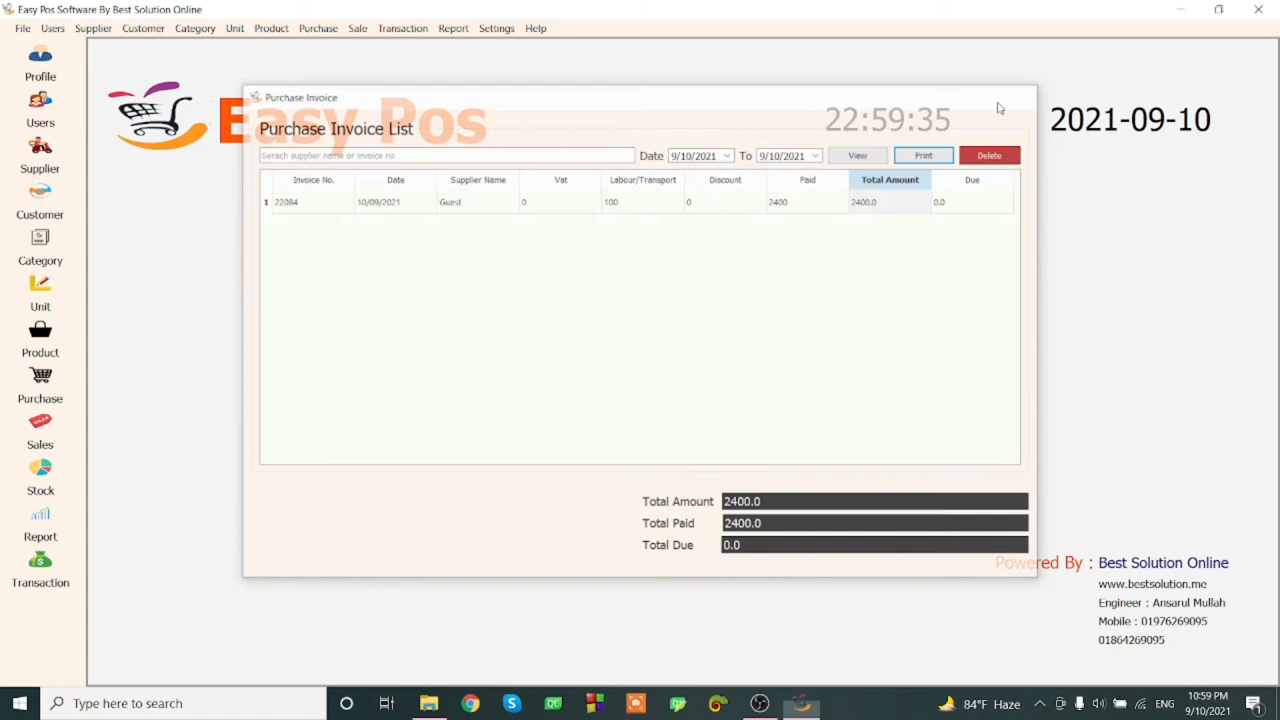 Easy Pos Software By Best Solution Online
File Users Supplier Customer Category Unit Product Purchase Sale Transaction Report Settings Help
Profile
Users
Supplier
Customer
Category
Unit
Product
Purchase
Sales
Stock
Report
Transaction
Easy Pos
22:59:35
2021-09-10
Purchase Invoice
Purchase Invoice List
Serach supplier name or invoice no
Date 9/10/2021 To 9/10/2021 View Print Delete
Invoice No. Date Supplier Name Vat Labour/Transport Discount Paid Total Amount Due
1 22084 10/09/2021 Guest 0 100 0 2400 2400.0 0.0
Total Amount 2400.0
Total Paid 2400.0
Total Due 0.0
Powered By : Best Solution Online
www.bestsolution.me
Engineer : Ansarul Mullah
Mobile : 01976269095
01864269095
Type here to search
84°F Haze
ENG
10:59 PM
9/10/2021
1